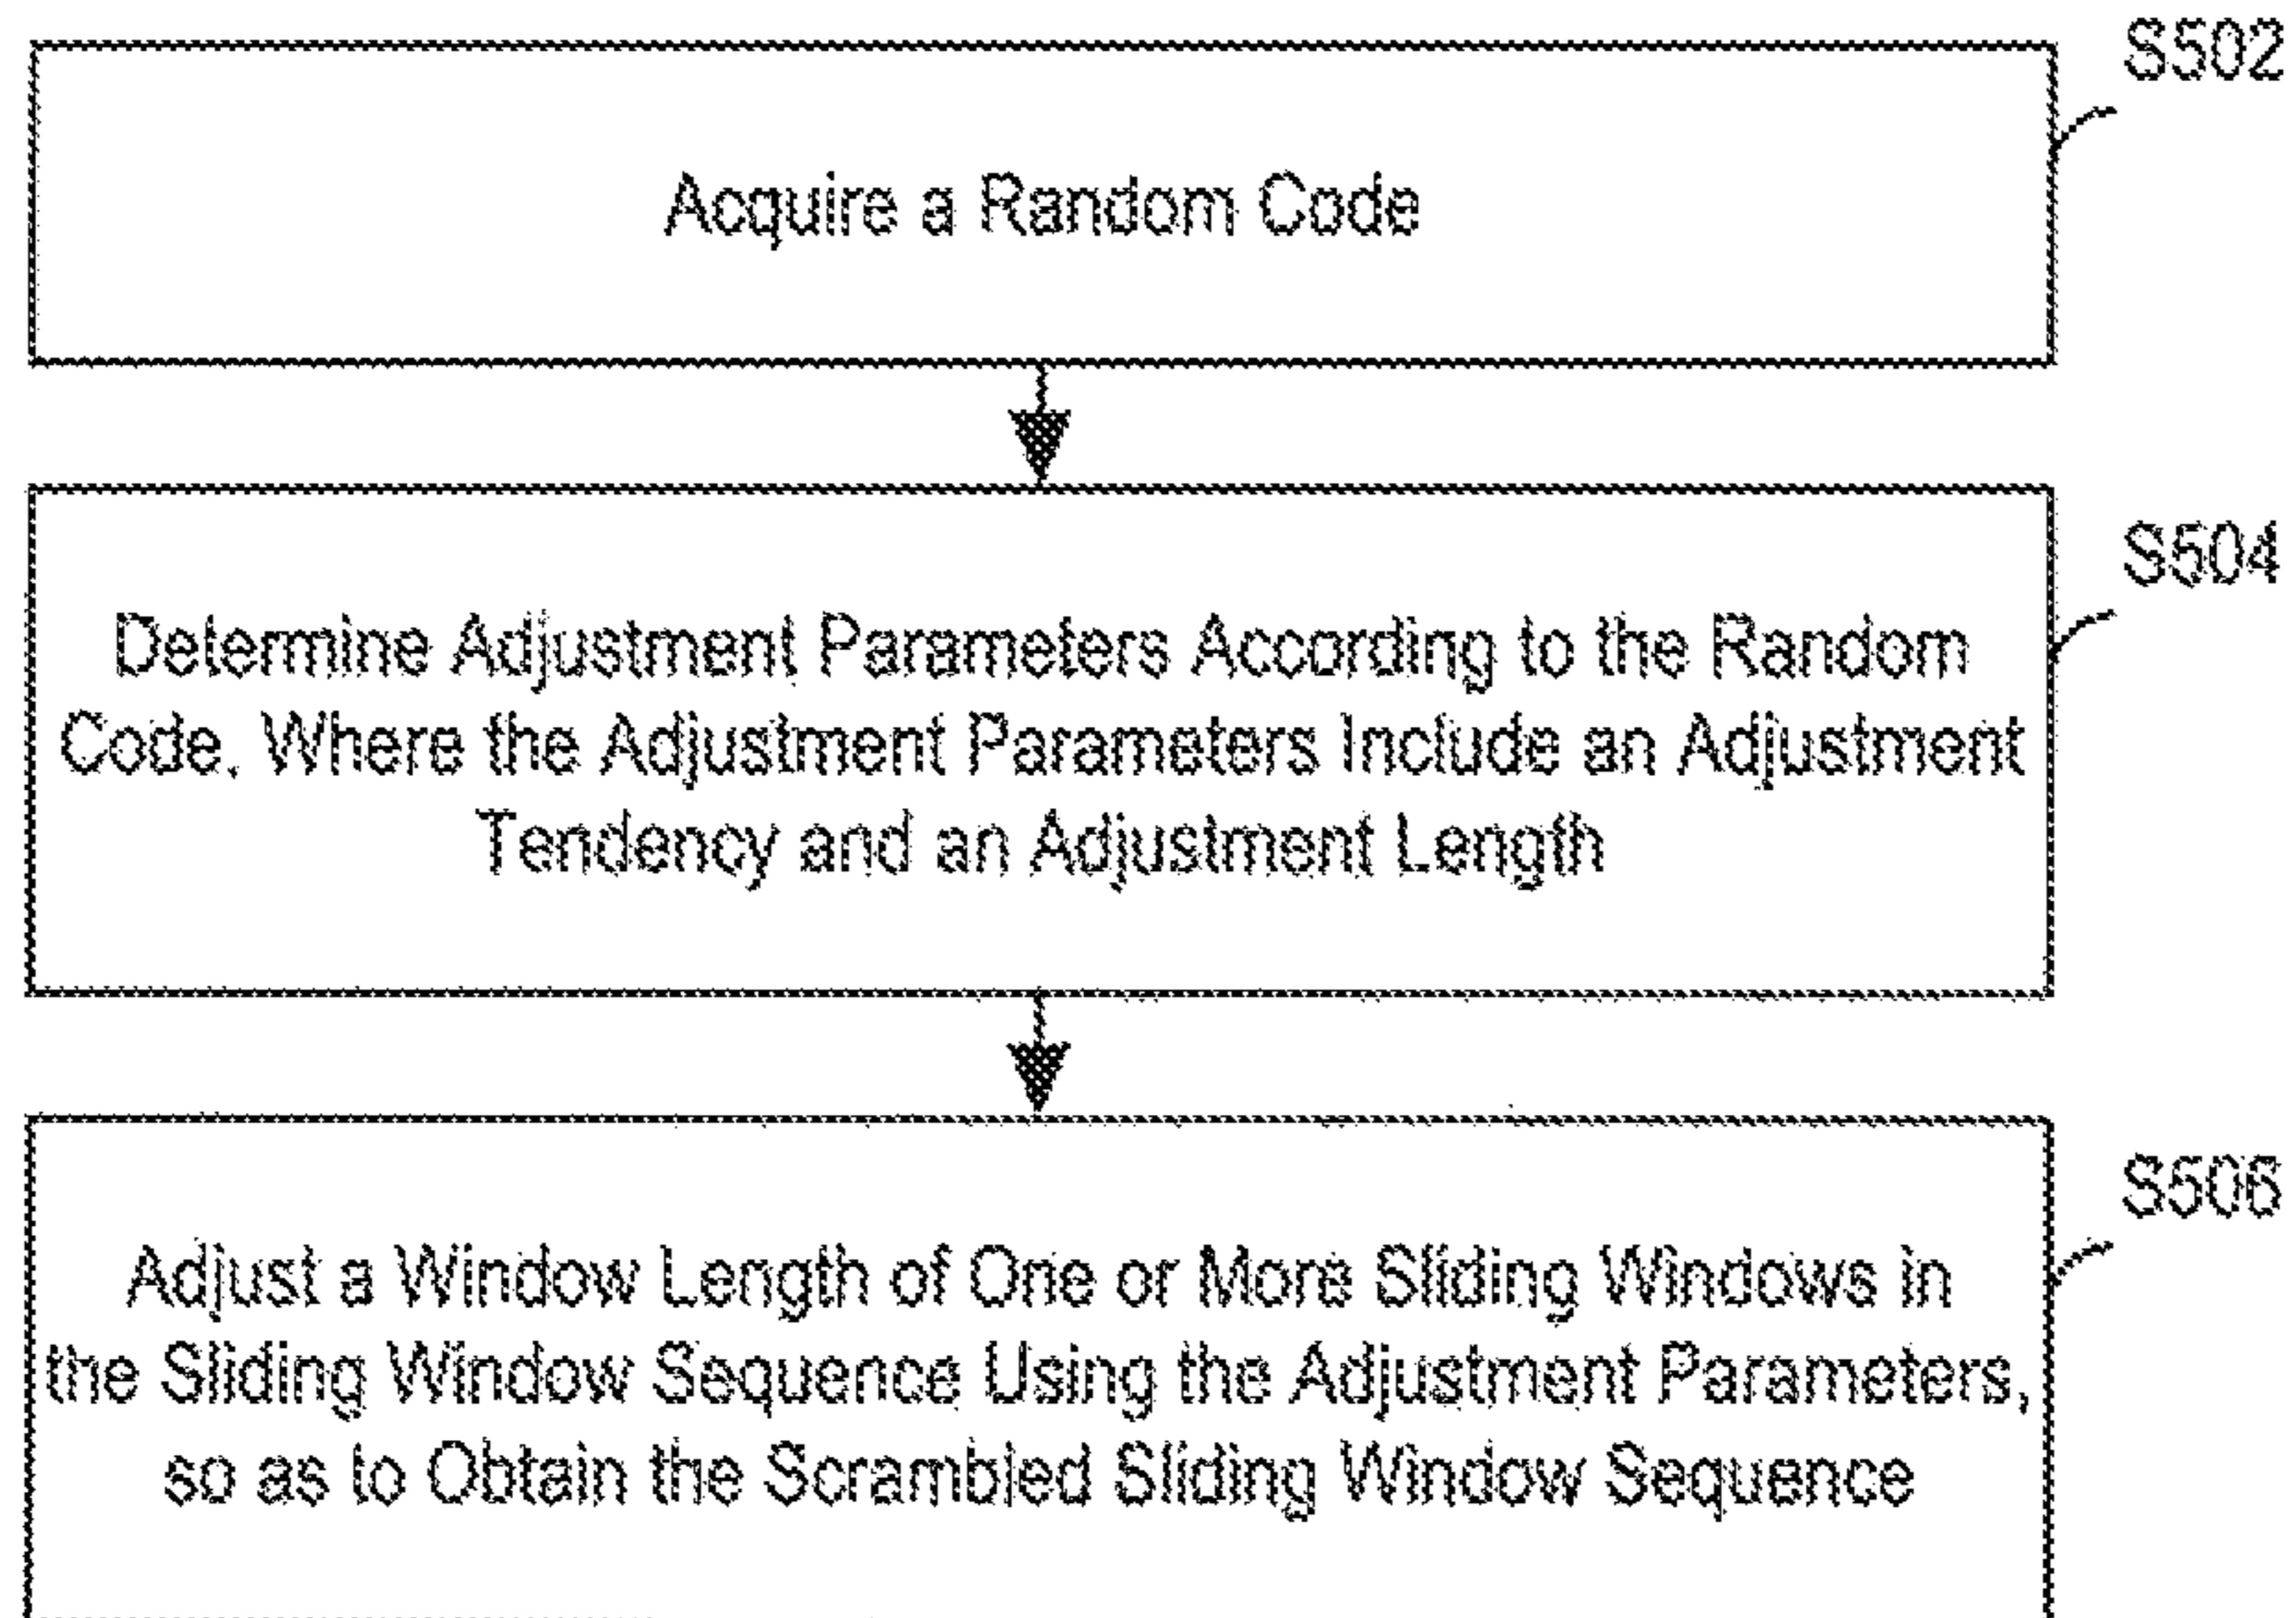 S502
Acquire a Random Code
S504
Determine Adjustment Parameters According to the Random
Code, Where the Adjustment Parameters Include an Adjustment
Tendency and an Adjustment Length
S506
Adjust a Window Length of One or More Sliding Windows in
the Sliding Window Sequence Using the Adjustment Parameters,
so as to Obtain the Scrambled Sliding Window Sequence